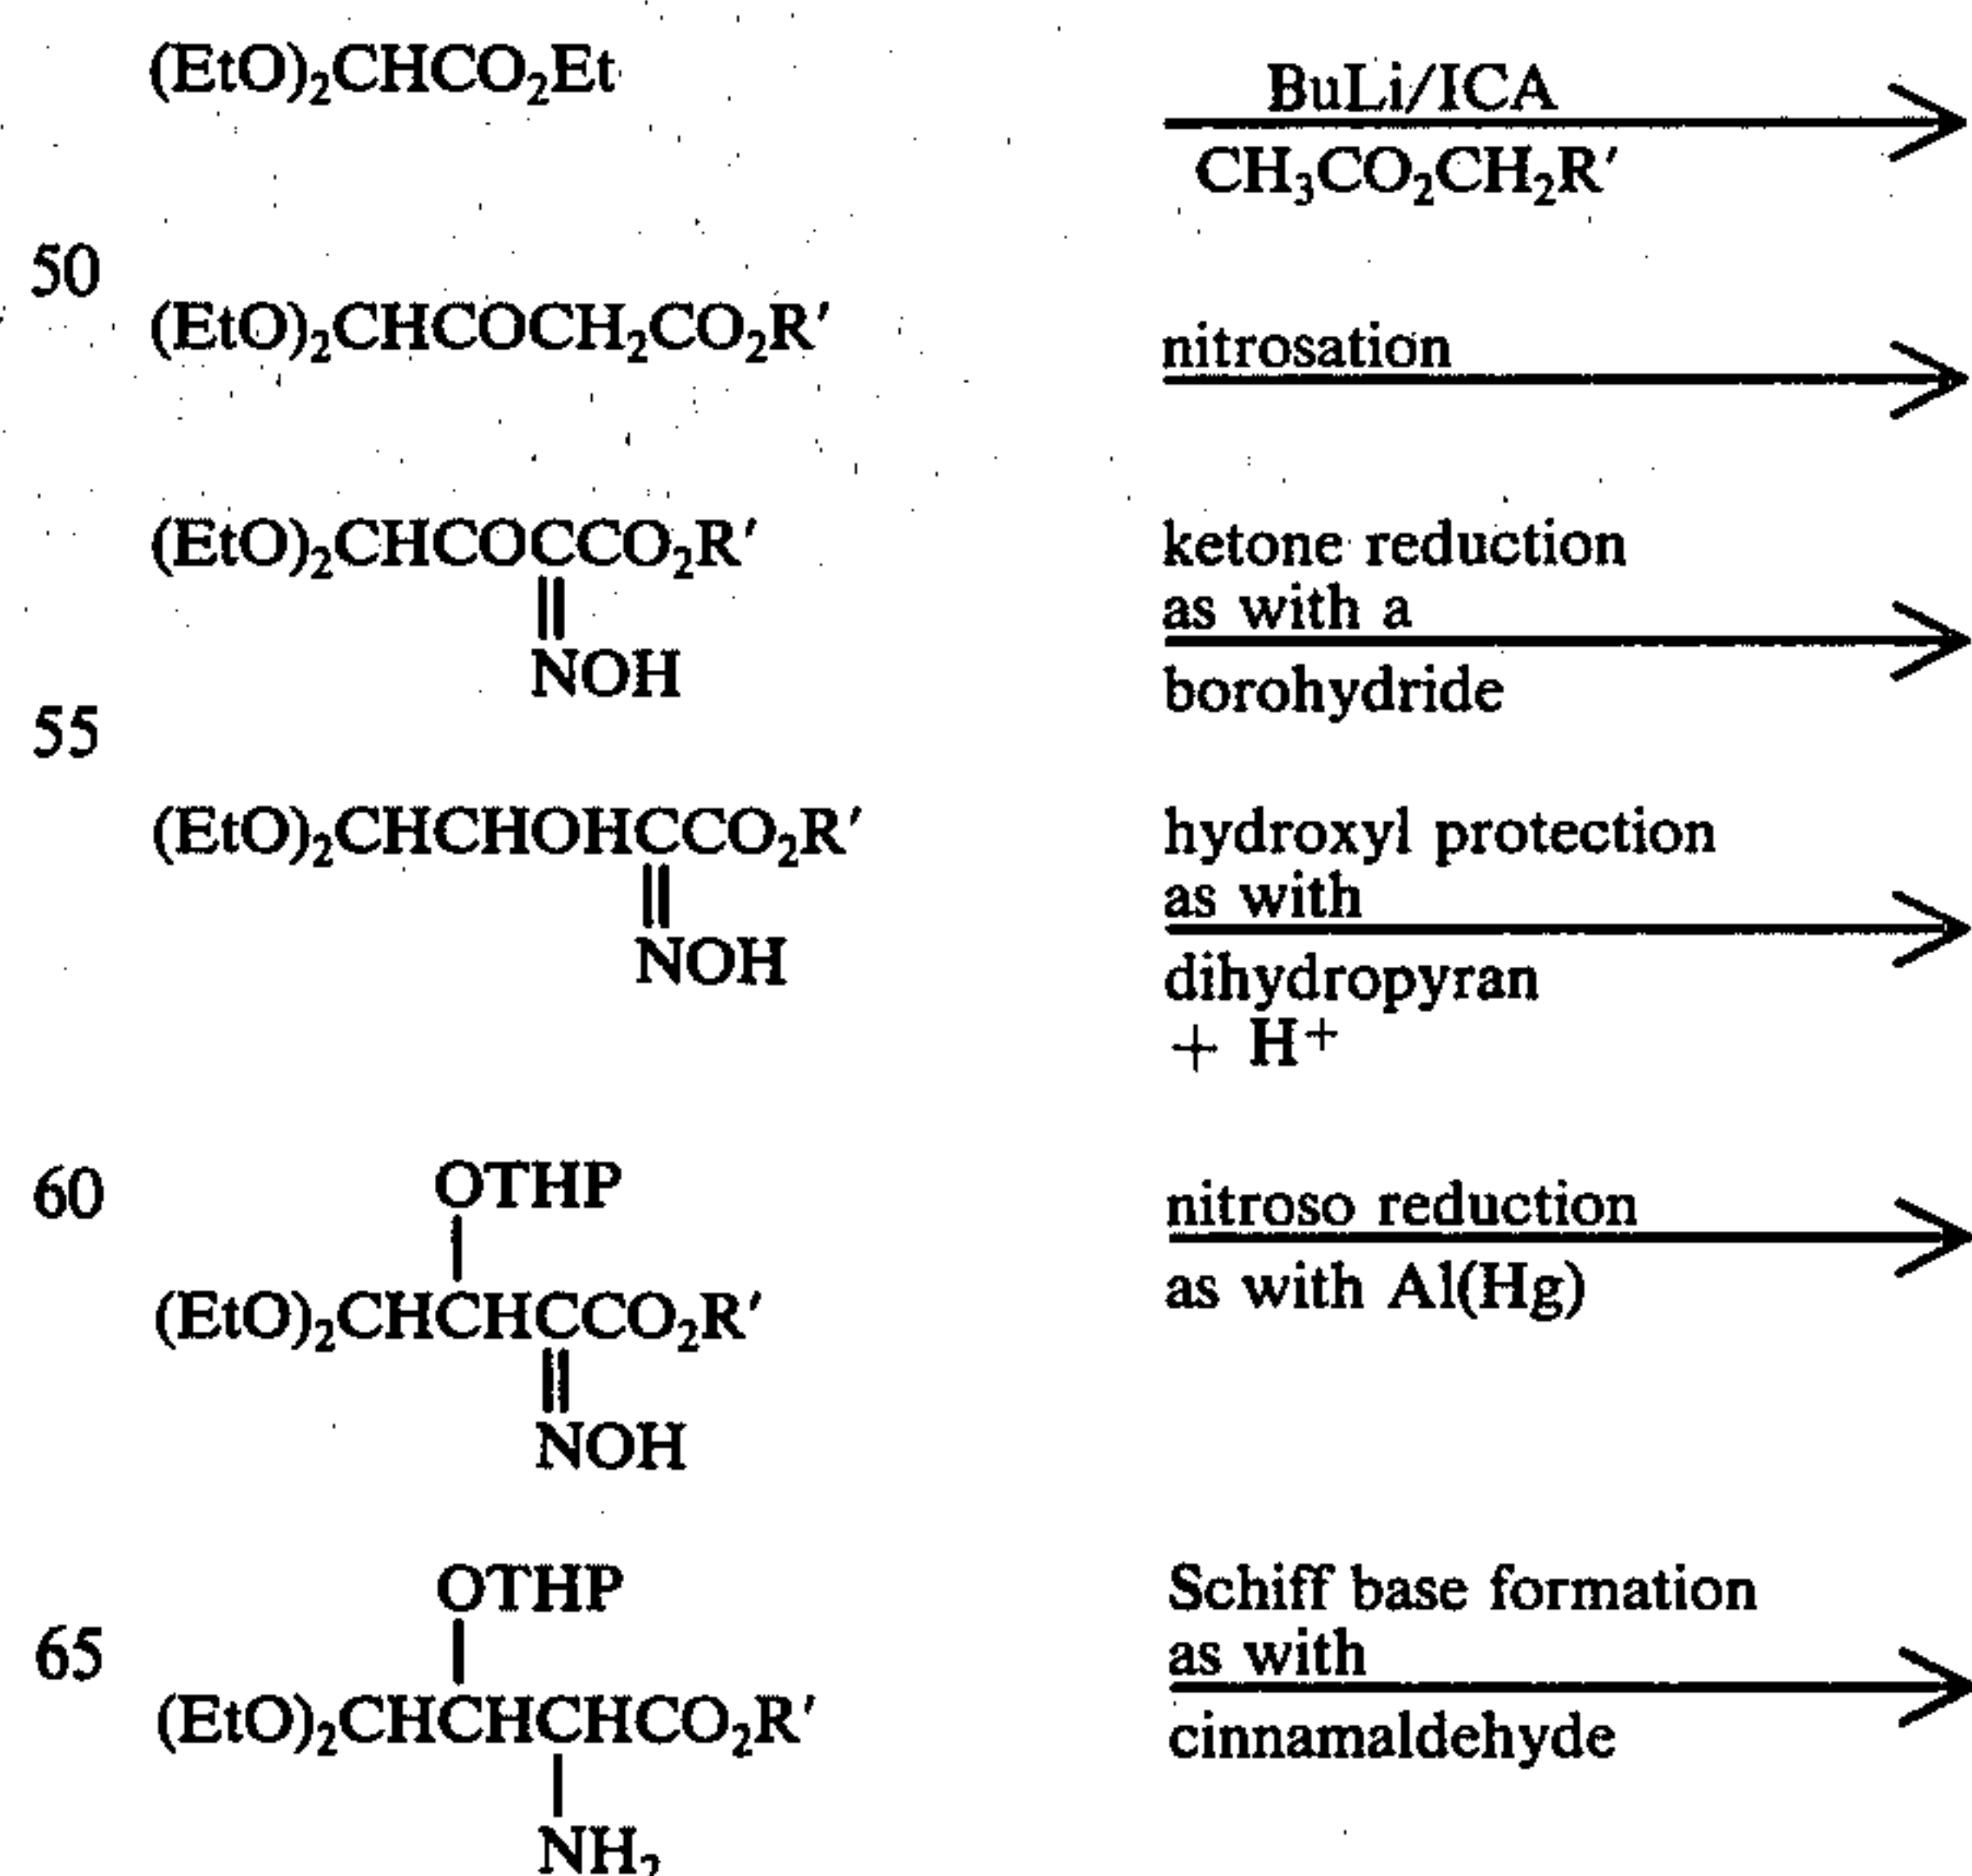 (EtO)₂CHCO₂Et
BuLi/ICA
CH₃CO₂CH₂R′
50
(EtO)₂CHCOCH₂CO₂R′
nitrosation
(EtO)₂CHCOCCO₂R′
ketone reduction
as with a
NOH
borohydride
55
(EtO)₂CHCHOHCCO₂R′
hydroxyl protection
as with
NOH
dihydropyran
+ H⁺
60
OTHP
nitroso reduction
(EtO)₂CHCHCCO₂R′
as with Al(Hg)
NOH
OTHP
Schiff base formation
65
as with
(EtO)₂CHCHCHCO₂R′
cinnamaldehyde
NH₂